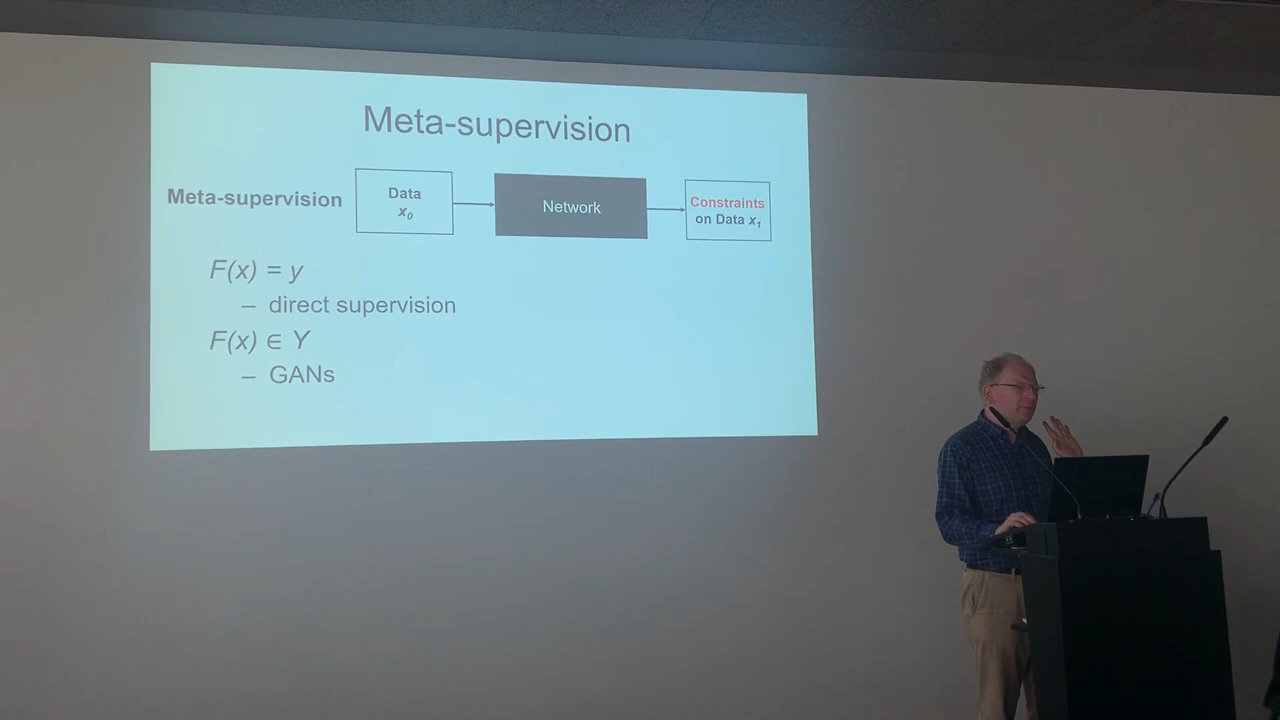 Meta-supervision
Meta-supervision
Data
x₀
Network
Constraints
on Data x₁
F(x) = y
– direct supervision
F(x) ∈ Y
– GANs